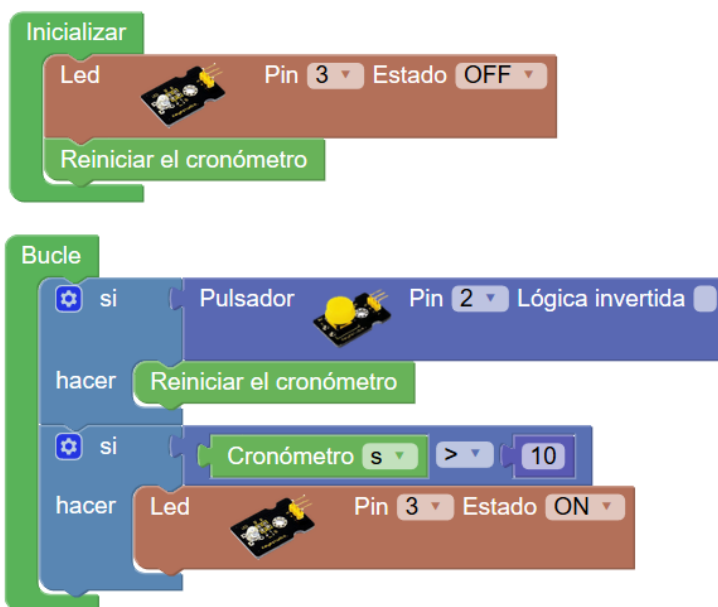 Inicializar
Led Pin 3 Estado OFF
Reiniciar el cronómetro
Bucle
si Pulsador Pin 2 Lógica invertida
hacer Reiniciar el cronómetro
si Cronómetro s > 10
hacer Led Pin 3 Estado ON